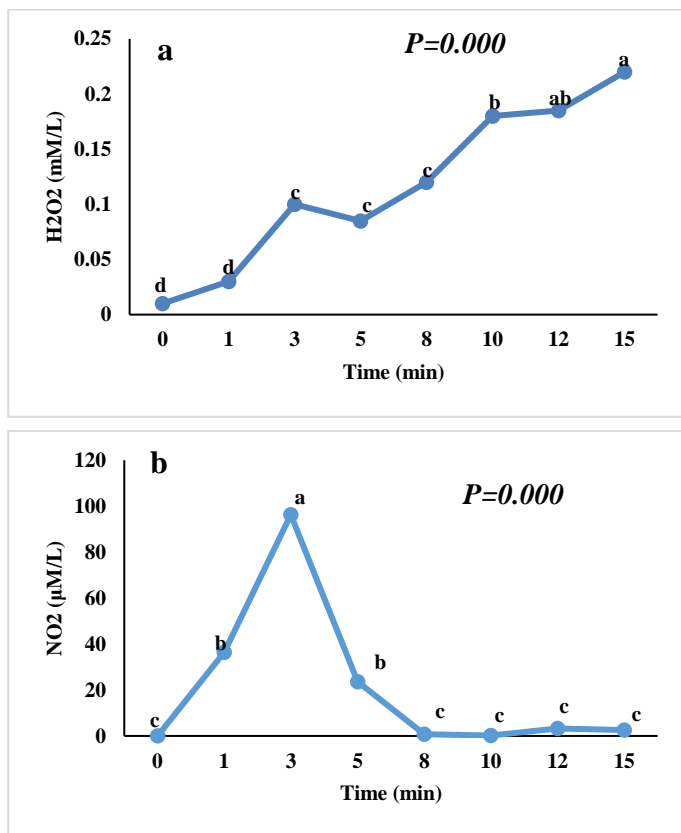 a
P=0.000
0.25
0.2
0.15
0.1
0.05
0
H2O2 (mM/L)
d
d
c
c
c
b
ab
a
0 1 3 5 8 10 12 15
Time (min)
b
P=0.000
120
100
80
60
40
20
0
NO2 (μM/L)
c
b
a
b
c
c
c
c
0 1 3 5 8 10 12 15
Time (min)